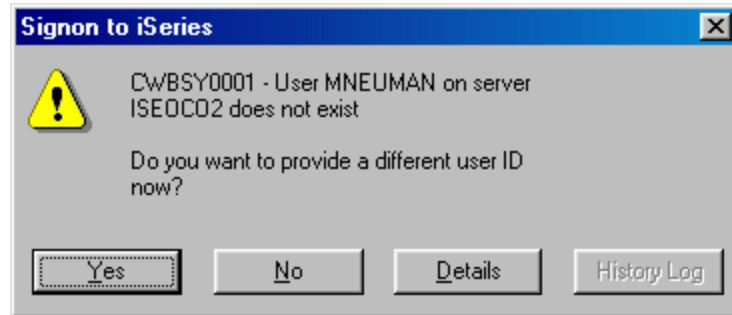 Signon to iSeries
CWBSY0001 - User MNEUMAN on server
ISEOCO2 does not exist
Do you want to provide a different user ID
now?
Yes
No
Details
History Log